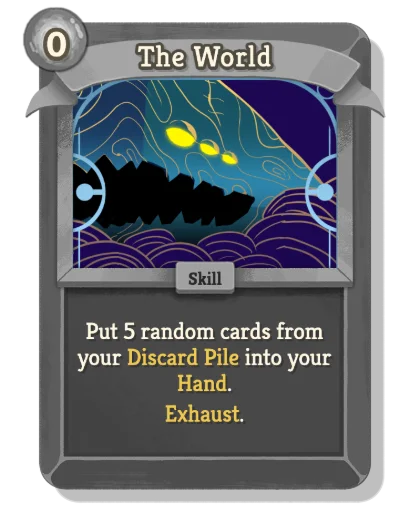 0
The World
Skill
Put 5 random cards from
your Discard Pile into your
Hand.
Exhaust.